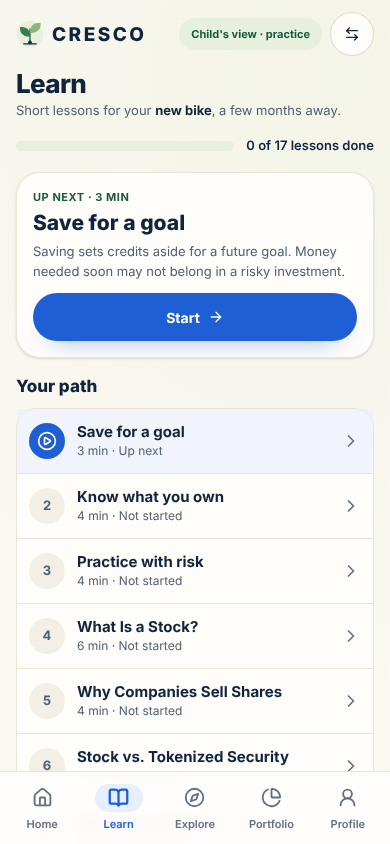 CRESCO
Child's view · practice
Learn
Short lessons for your new bike, a few months away.
0 of 17 lessons done
UP NEXT · 3 MIN
Save for a goal
Saving sets credits aside for a future goal. Money
needed soon may not belong in a risky investment.
Start
Your path
Save for a goal
3 min · Up next
2
Know what you own
4 min · Not started
3
Practice with risk
4 min · Not started
4
What Is a Stock?
6 min · Not started
5
Why Companies Sell Shares
4 min · Not started
6
Stock vs. Tokenized Security
Home
Learn
Explore
Portfolio
Profile